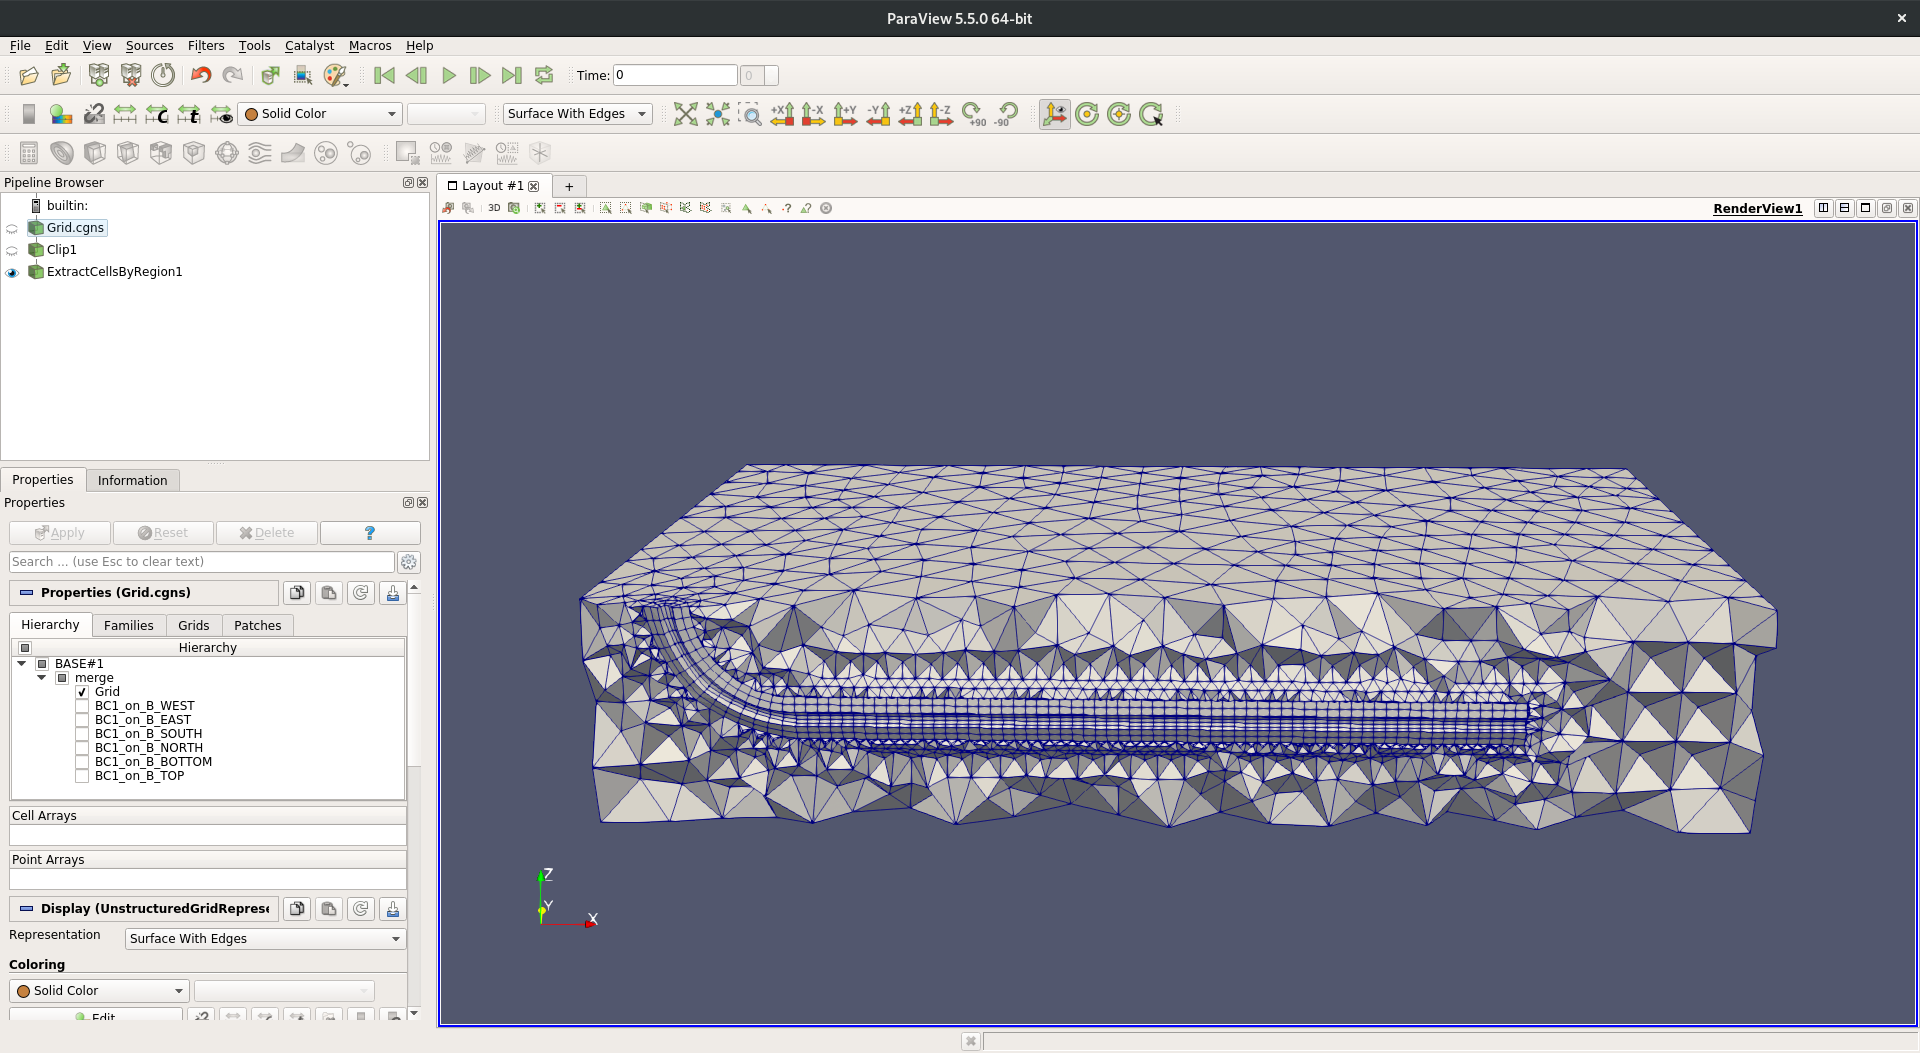 ParaView 5.5.0 64-bit
File Edit View Sources Filters Tools Catalyst Macros Help
Time: 0 0
Solid Color Surface With Edges +X -X +Y -Y +Z -Z +90 -90
Pipeline Browser
builtin:
Grid.cgns
Clip1
ExtractCellsByRegion1
Properties Information
Properties
Apply Reset Delete ?
Search ... (use Esc to clear text)
Properties (Grid.cgns)
Hierarchy Families Grids Patches
Hierarchy
BASE#1
merge
Grid
BC1_on_B_WEST
BC1_on_B_EAST
BC1_on_B_SOUTH
BC1_on_B_NORTH
BC1_on_B_BOTTOM
BC1_on_B_TOP
Cell Arrays
Point Arrays
Display (UnstructuredGridReprese
Representation Surface With Edges
Coloring
Solid Color
Edit
Layout #1 +
3D RenderView1
Z
Y
X